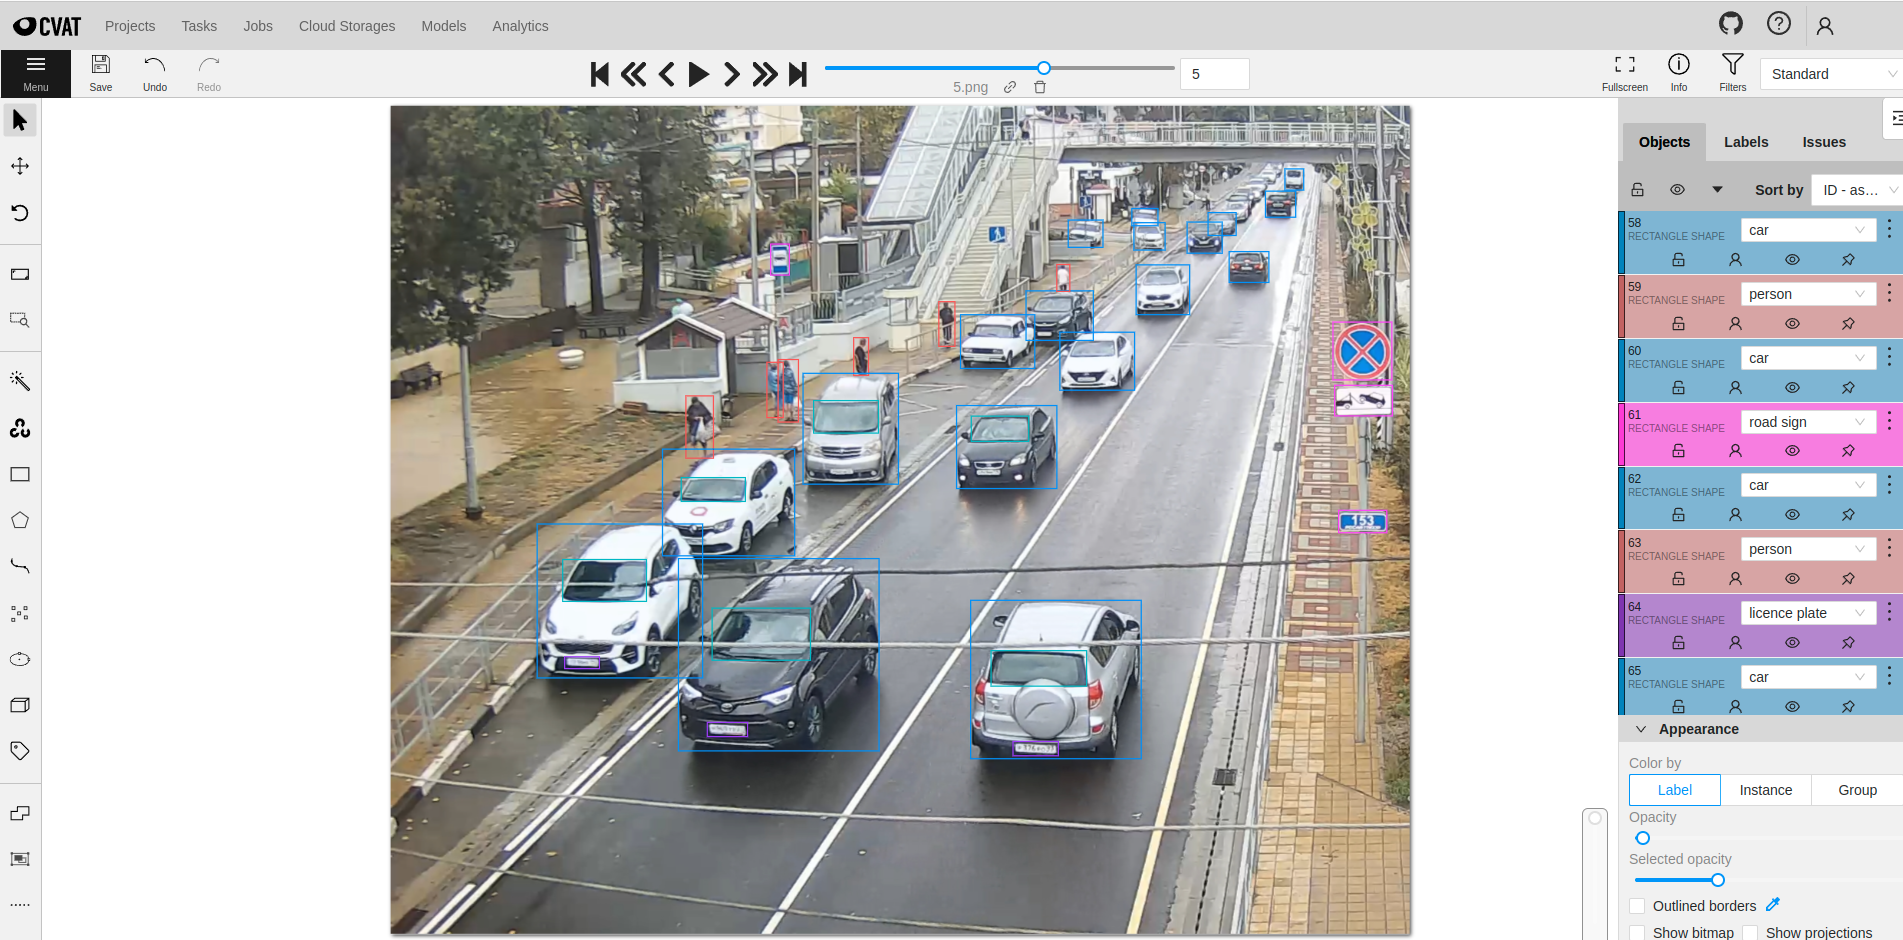 CVAT
Projects
Tasks
Jobs
Cloud Storages
Models
Analytics
Menu
Save
Undo
Redo
5.png
5
Fullscreen
Info
Filters
Standard
Objects
Labels
Issues
Sort by
ID - as...
58
RECTANGLE SHAPE
car
59
RECTANGLE SHAPE
person
60
RECTANGLE SHAPE
car
61
RECTANGLE SHAPE
road sign
62
RECTANGLE SHAPE
car
63
RECTANGLE SHAPE
person
64
RECTANGLE SHAPE
licence plate
65
RECTANGLE SHAPE
car
153
Appearance
Color by
Label
Instance
Group
Opacity
Selected opacity
Outlined borders
Show bitmap
Show projections